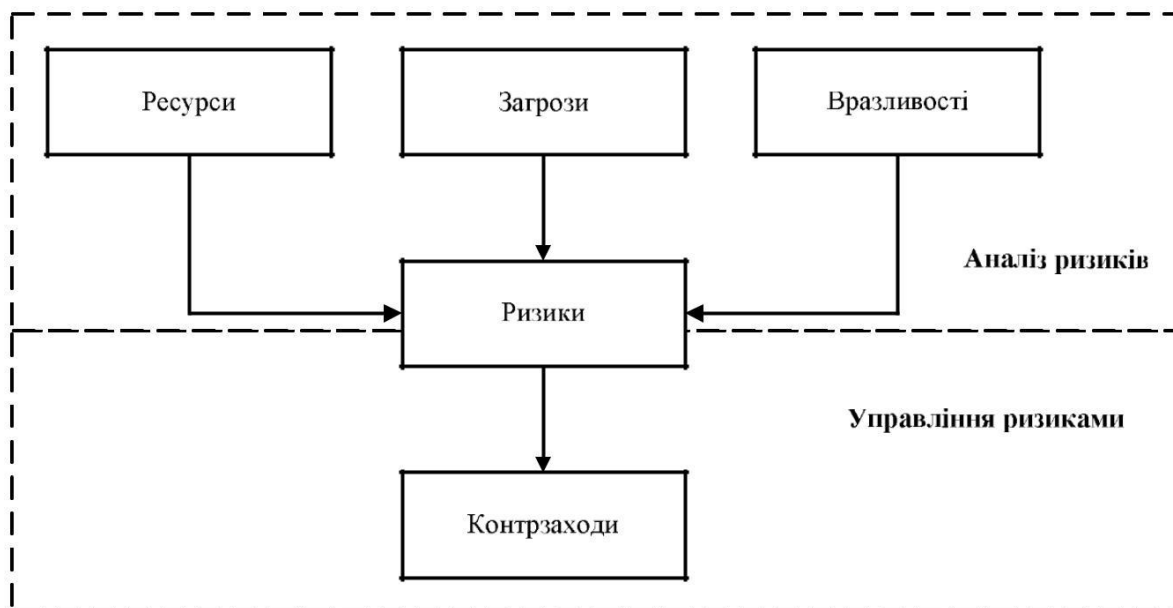 Ресурси
Загрози
Вразливості
Аналіз ризиків
Ризики
Управління ризиками
Контрзаходи